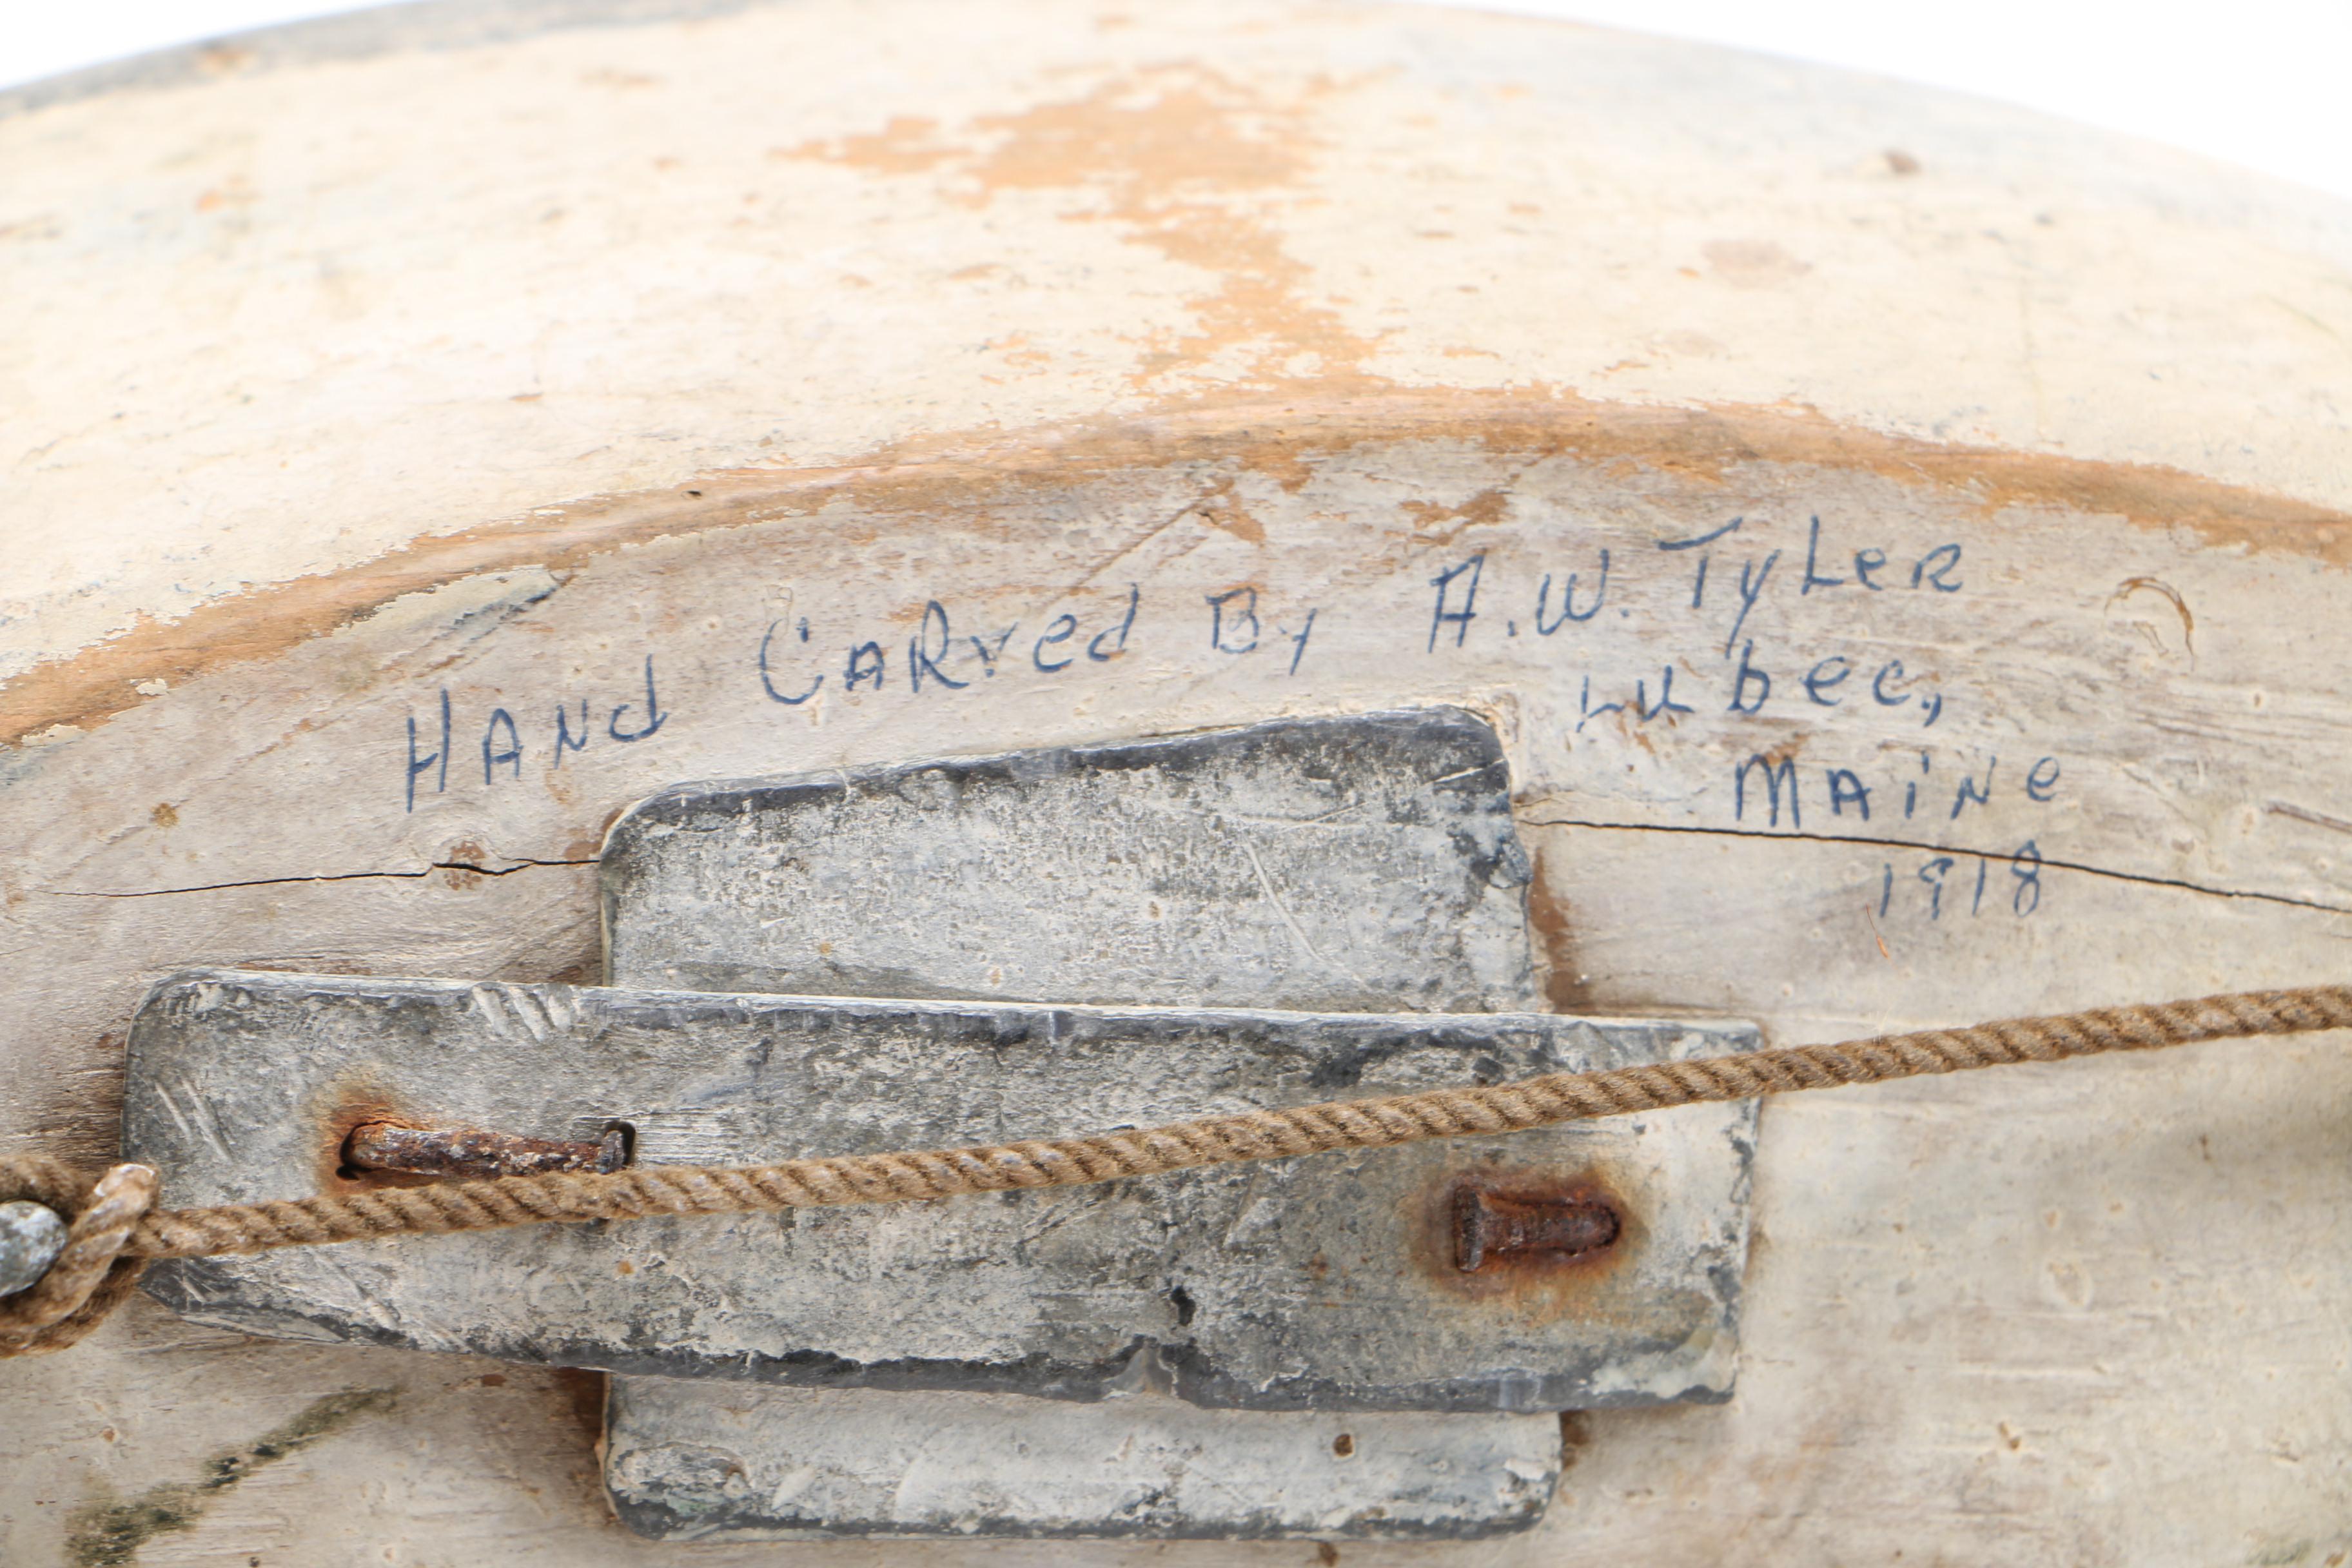 HANd CARved By A.W. TyLeR
Lubec,
MAiNe
1918